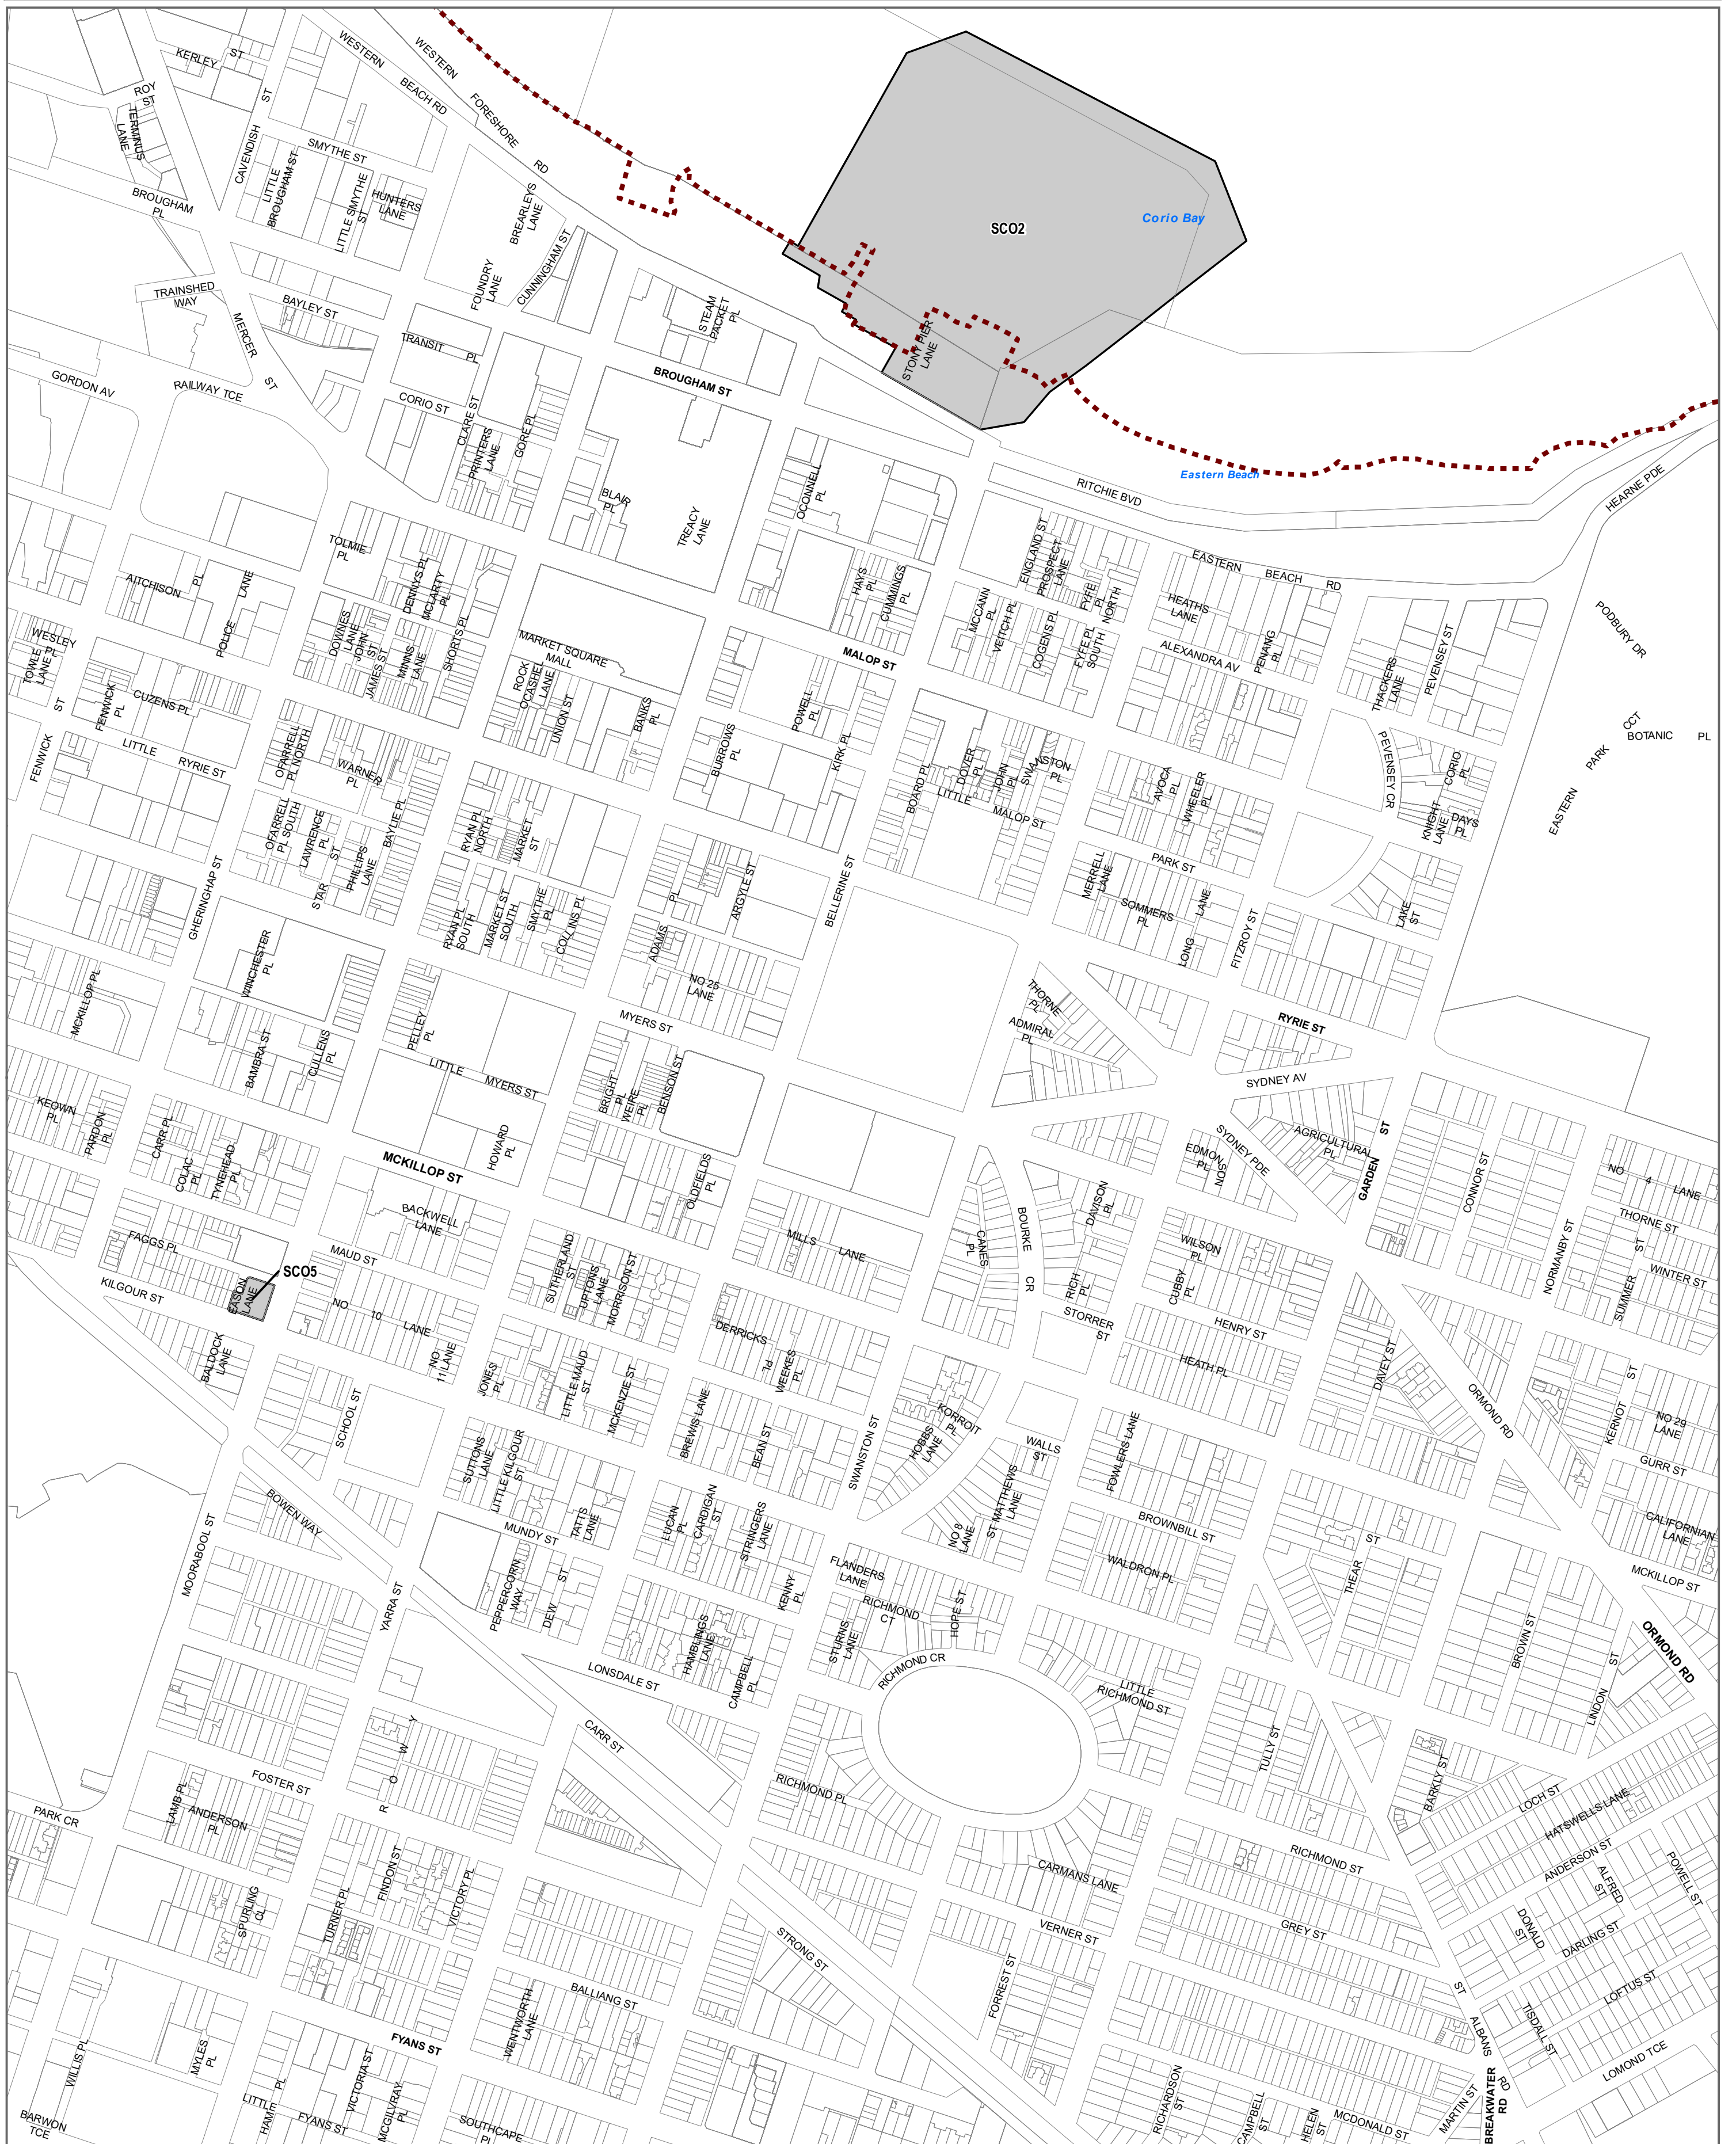 KERLEY
ST
WESTERN
BEACH RD
WESTERN
FORESHORE
RD
ROY
ST
TERMINUS
LANE
CAVENDISH
ST
SMYTHE ST
LITTLE
BROUGHAM ST
LITTLE SMYTHE
ST
HUNTERS
LANE
BROUGHAM
PL
BREARLEYS
LANE
SCO2
Corio Bay
FOUNDRY
LANE
CUNNINGHAM ST
TRAINSHED
WAY
BAYLEY ST
MERCER
ST
STEAM
PACKET
PL
TRANSIT
PL
STONY PIER
LANE
GORDON AV
RAILWAY TCE
BROUGHAM ST
CORIO ST
CLARE ST
PRINTERS
LANE
GORE PL
BLAIR
PL
TREACY
LANE
OCONNELL
PL
Eastern Beach
RITCHIE BVD
HEARNE PDE
TOLMIE
PL
AITCHISON
PL
POLICE
LANE
DENNYS PL
MCLARTY
PL
HAYS
PL
CUMMINGS
PL
ENGLAND ST
PROSPECT
LANE
FYFE
PL
NORTH
EASTERN
BEACH
RD
MCCANN
PL
VEITCH PL
COGENS PL
FYFE PL
SOUTH
HEATHS
LANE
ALEXANDRA AV
PENANG
PL
PODBURY DR
WESLEY
PL
TOWLE
LANE
DOWNES
LANE
JOHN
ST
JAMES ST
MINNS
LANE
SHORTS PL
MARKET SQUARE
MALL
MALOP ST
ROCK
OCASHEL
LANE
UNION ST
BANKS
PL
THACKERS
LANE
PEVENSEY ST
FENWICK
PL
CUZENS PL
ST
FENWICK
LITTLE
RYRIE ST
OFARRELL
PL NORTH
WARNER
PL
BURROWS
PL
POWELL
PL
KIRK PL
BOARD PL
DOVER
PL
JOHN
PL
SWANSTON
PL
LITTLE
MALOP ST
AVOCA
PL
WHEELER
PL
PEVENSEY CR
CORIO
PL
KNIGHT
LANE
DAYS
PL
CCT
BOTANIC
PL
PARK
EASTERN
OFARRELL
PL SOUTH
LAWRENCE
PL
ST
STAR
PHILLIPS
LANE
BAYLIE PL
RYAN PL
NORTH
MARKET
ST
PARK ST
MERRELL
LANE
SOMMERS
PL
LANE
LONG
FITZROY ST
LAKE
ST
GHERINGHAP ST
RYAN PL
SOUTH
MARKET ST
SOUTH
SMYTHE
PL
COLLINS PL
PL
ADAMS
ARGYLE ST
BELLERINE ST
WINCHESTER
PL
MCKILLOP PL
NO 25
LANE
PELLEY
PL
MYERS ST
THORNE
PL
ADMIRAL
PL
RYRIE ST
BAMBRA ST
CULLENS
PL
LITTLE
MYERS ST
BRIGHT
PL
WEIRE
PL
BENSON ST
SYDNEY AV
KEOWN
PL
PARDON
PL
CARR PL
COLAC
PL
TYNEHEAD
PL
MCKILLOP ST
HOWARD
PL
OLDFIELDS
PL
EDMONSON
PL
SYDNEY PDE
AGRICULTURAL
PL
GARDEN
ST
CONNOR ST
NO
4
LANE
THORNE ST
BACKWELL
LANE
FAGGS PL
MAUD ST
SCO5
EASON
LANE
KILGOUR ST
NO
10
LANE
MILLS
LANE
CANES
PL
BOURKE
CR
DAVISON
PL
RICH
PL
WILSON
PL
CUBBY
PL
STORRER
ST
HENRY ST
HEATH PL
NORMANBY ST
SUMMER
ST
WINTER ST
SUTHERLAND
ST
UPTONS
LANE
MORRISON ST
BALDOCK
LANE
NO
11
LANE
JONES
PL
LITTLE MAUD
ST
MCKENZIE ST
DERRICKS
PL
WEEKES
PL
SCHOOL ST
BREWIS LANE
BEAN ST
SWANSTON ST
KORROIT
PL
HOBBS
LANE
WALLS
ST
FOWLERS LANE
DAVEY ST
ORMOND RD
KERNOT
ST
NO 29
LANE
GURR ST
CALIFORNIAN
LANE
MCKILLOP ST
SUTTONS
LANE
LITTLE KILGOUR
ST
BOWEN WAY
MOORABOOL ST
MUNDY ST
TATTS
LANE
LUCAN
PL
CARDIGAN
ST
STRINGERS
LANE
NO 8
LANE
ST MATTHEWS
LANE
BROWNBILL ST
WALDRON PL
ST
THEAR
YARRA ST
PEPPERCORN
WAY
DEW
ST
KENNY
PL
FLANDERS
LANE
RICHMOND
CT
HOPE ST
STURNS
LANE
HAMBLINGS
LANE
CAMPBELL
PL
RICHMOND CR
LONSDALE ST
LITTLE
RICHMOND ST
BROWN ST
LINDON
ST
ORMOND RD
CARR ST
R O W Y
TULLY ST
BARKLY ST
LOCH ST
HATSWELLS LANE
FOSTER ST
LAMB PL
ANDERSON
PL
PARK CR
RICHMOND PL
RICHMOND ST
ANDERSON ST
ALFRED
ST
POWELL ST
CARMANS LANE
FINDON ST
VICTORY PL
TURNER PL
SPURLING
CL
VERNER ST
GREY ST
DONALD
ST
DARLING ST
STRONG ST
FORREST ST
BALLIANG ST
WENTWORTH
LANE
LOFTUS ST
TISDALL ST
ST
ALBANS
RD
LOMOND TCE
FYANS ST
WILLIS PL
MYLES
PL
LITTLE
FYANS ST
HAME
PL
VICTORIA ST
MCGILVRAY
PL
BARWON
TCE
SOUTHCAPE
PL
RICHARDSON
ST
CAMPBELL
ST
HELEN
ST
MCDONALD ST
MARTIN ST
BREAKWATER
RD